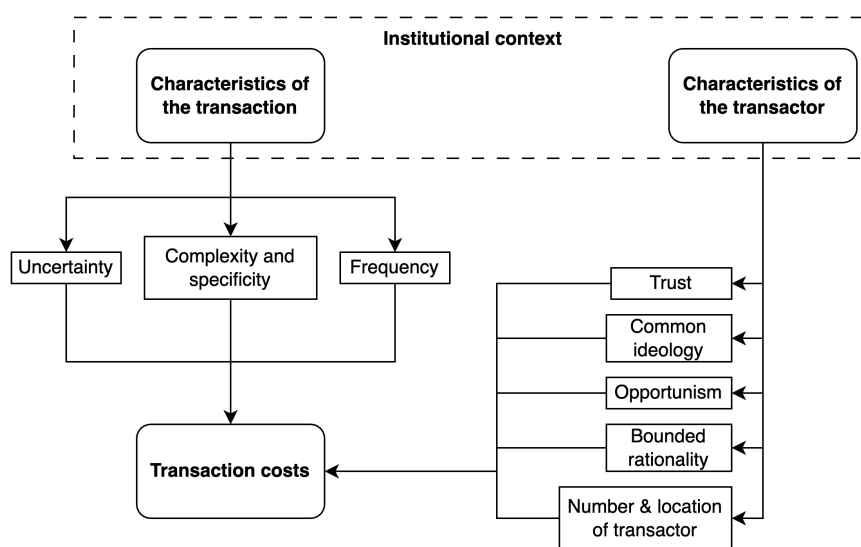 Institutional context
Characteristics of
the transaction
Characteristics of
the transactor
Uncertainty
Complexity and
specificity
Frequency
Trust
Common
ideology
Opportunism
Bounded
rationality
Number & location
of transactor
Transaction costs